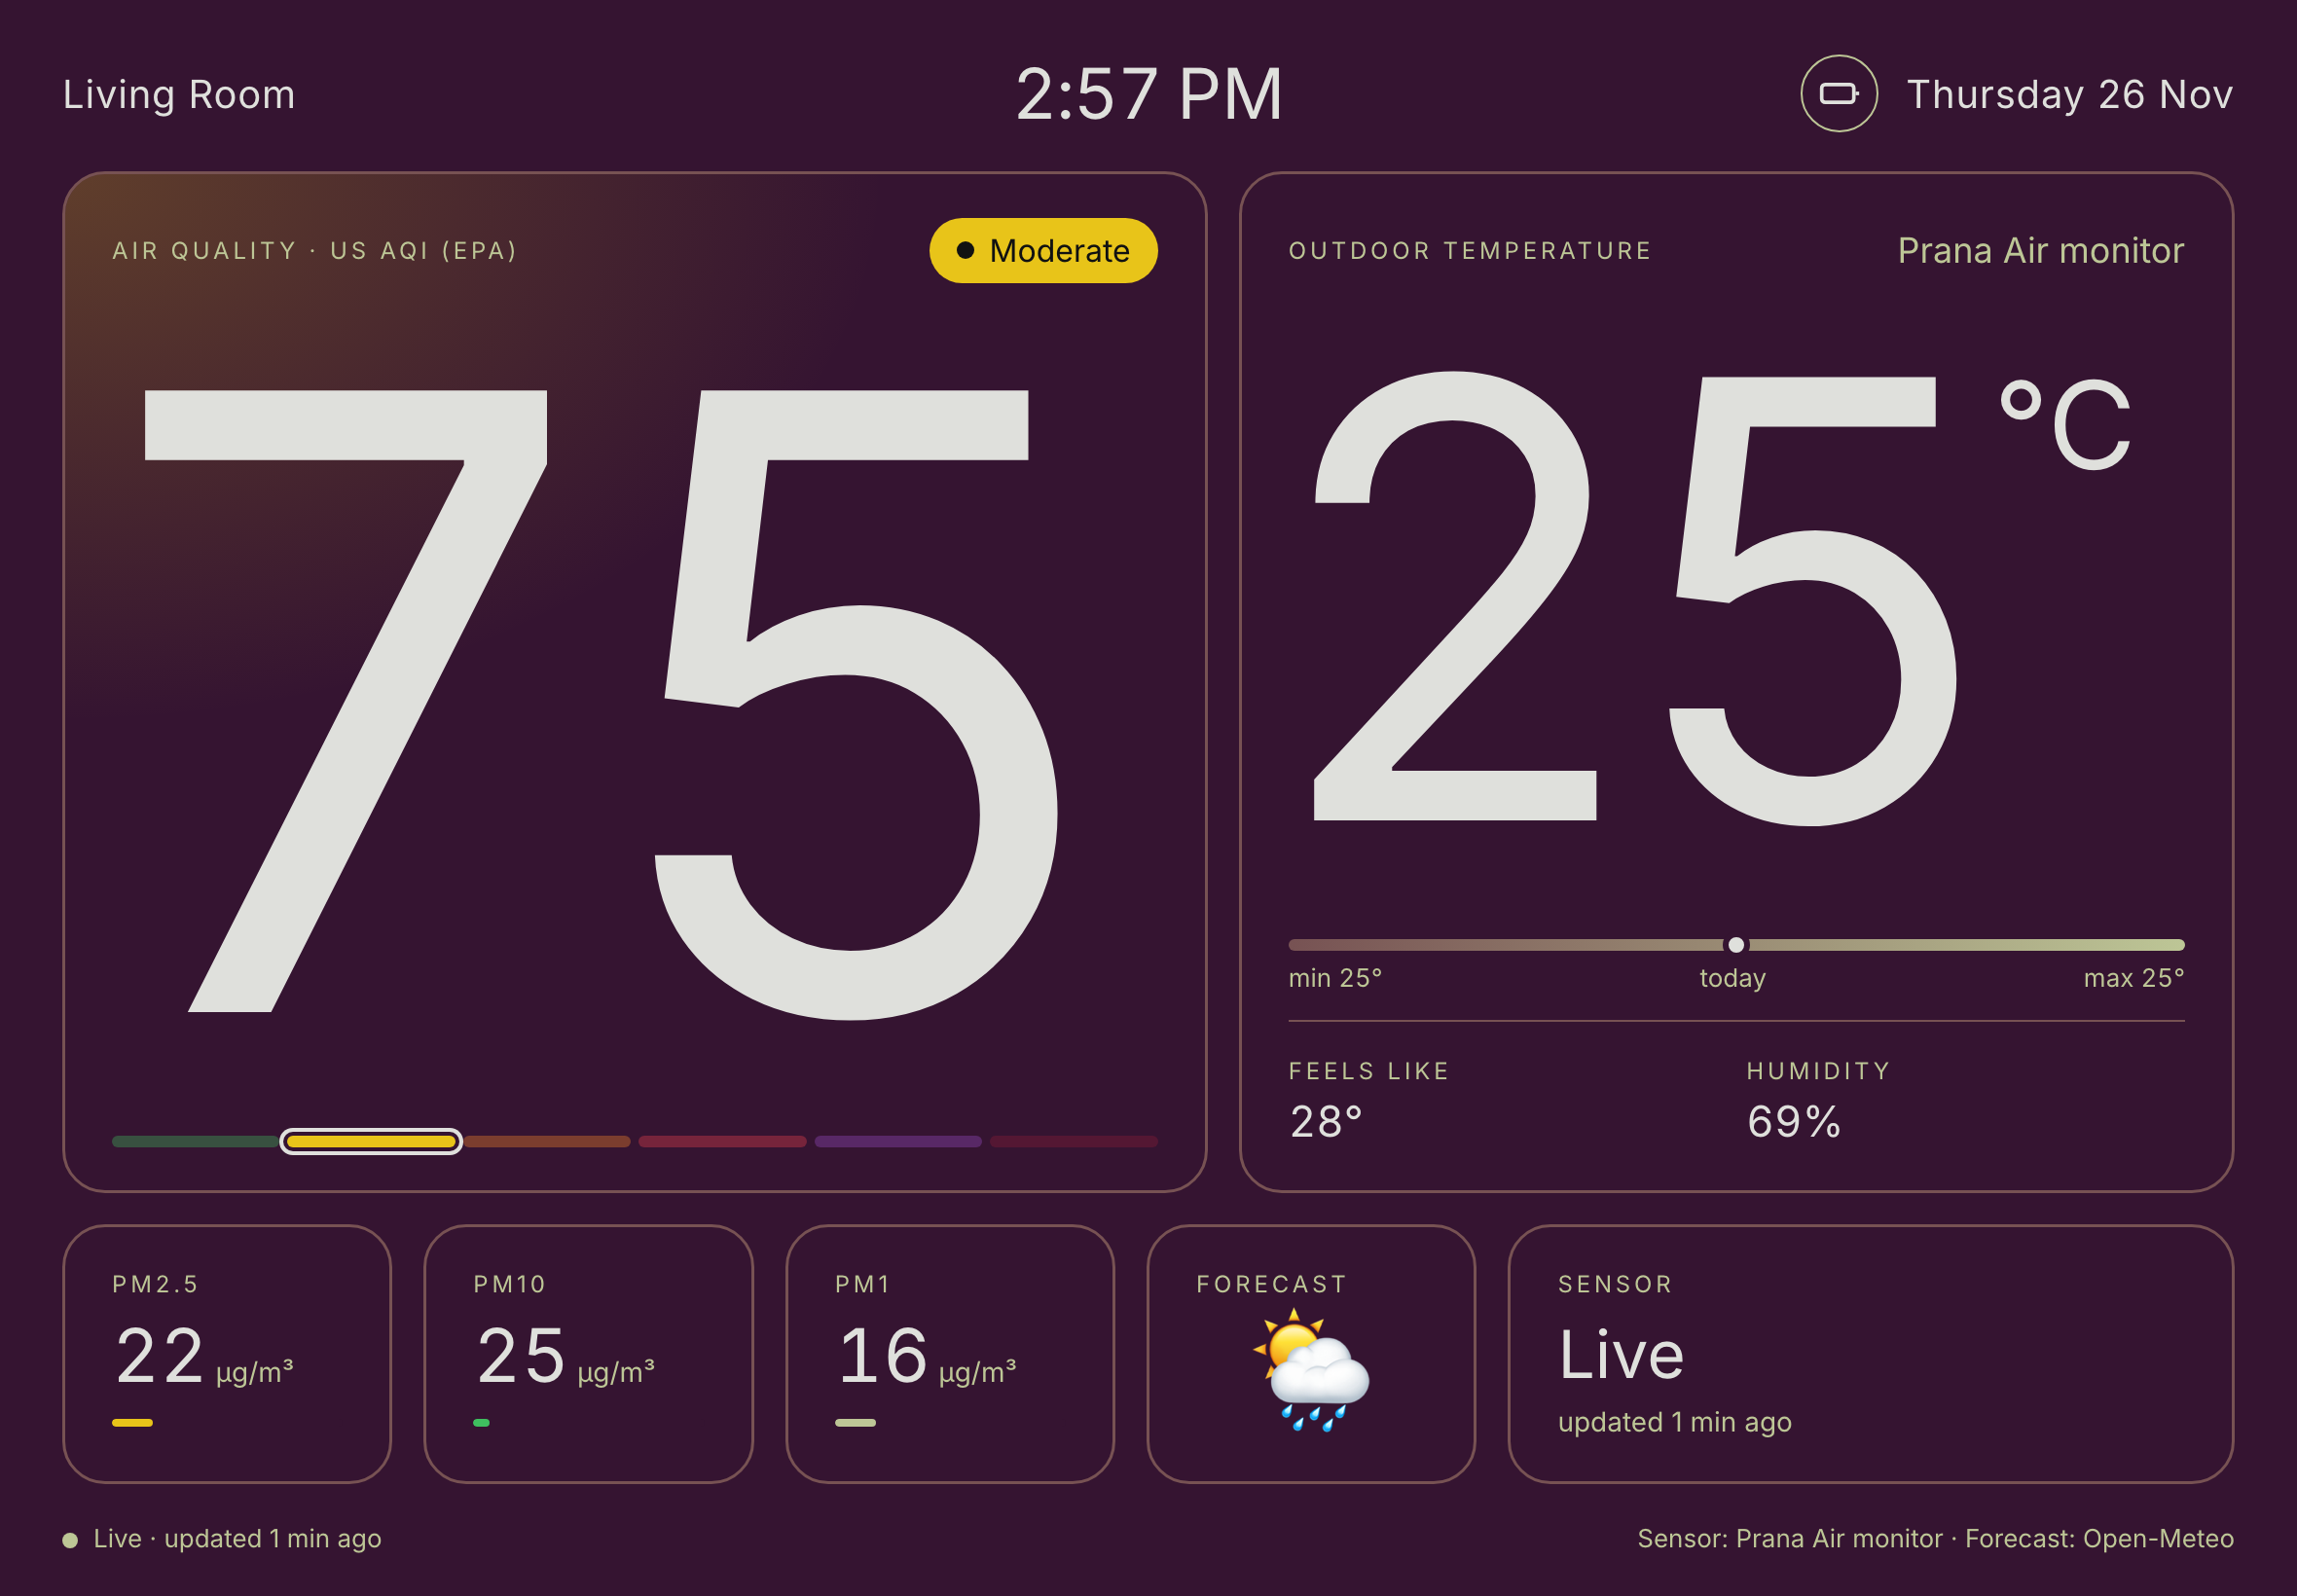 Living Room
2:57 PM
Thursday 26 Nov
AIR QUALITY · US AQI (EPA)
Moderate
75
OUTDOOR TEMPERATURE
Prana Air monitor
25 °C
min 25°
today
max 25°
FEELS LIKE
28°
HUMIDITY
69%
PM2.5
22 µg/m³
PM10
25 µg/m³
PM1
16 µg/m³
FORECAST
SENSOR
Live
updated 1 min ago
Live · updated 1 min ago
Sensor: Prana Air monitor · Forecast: Open-Meteo